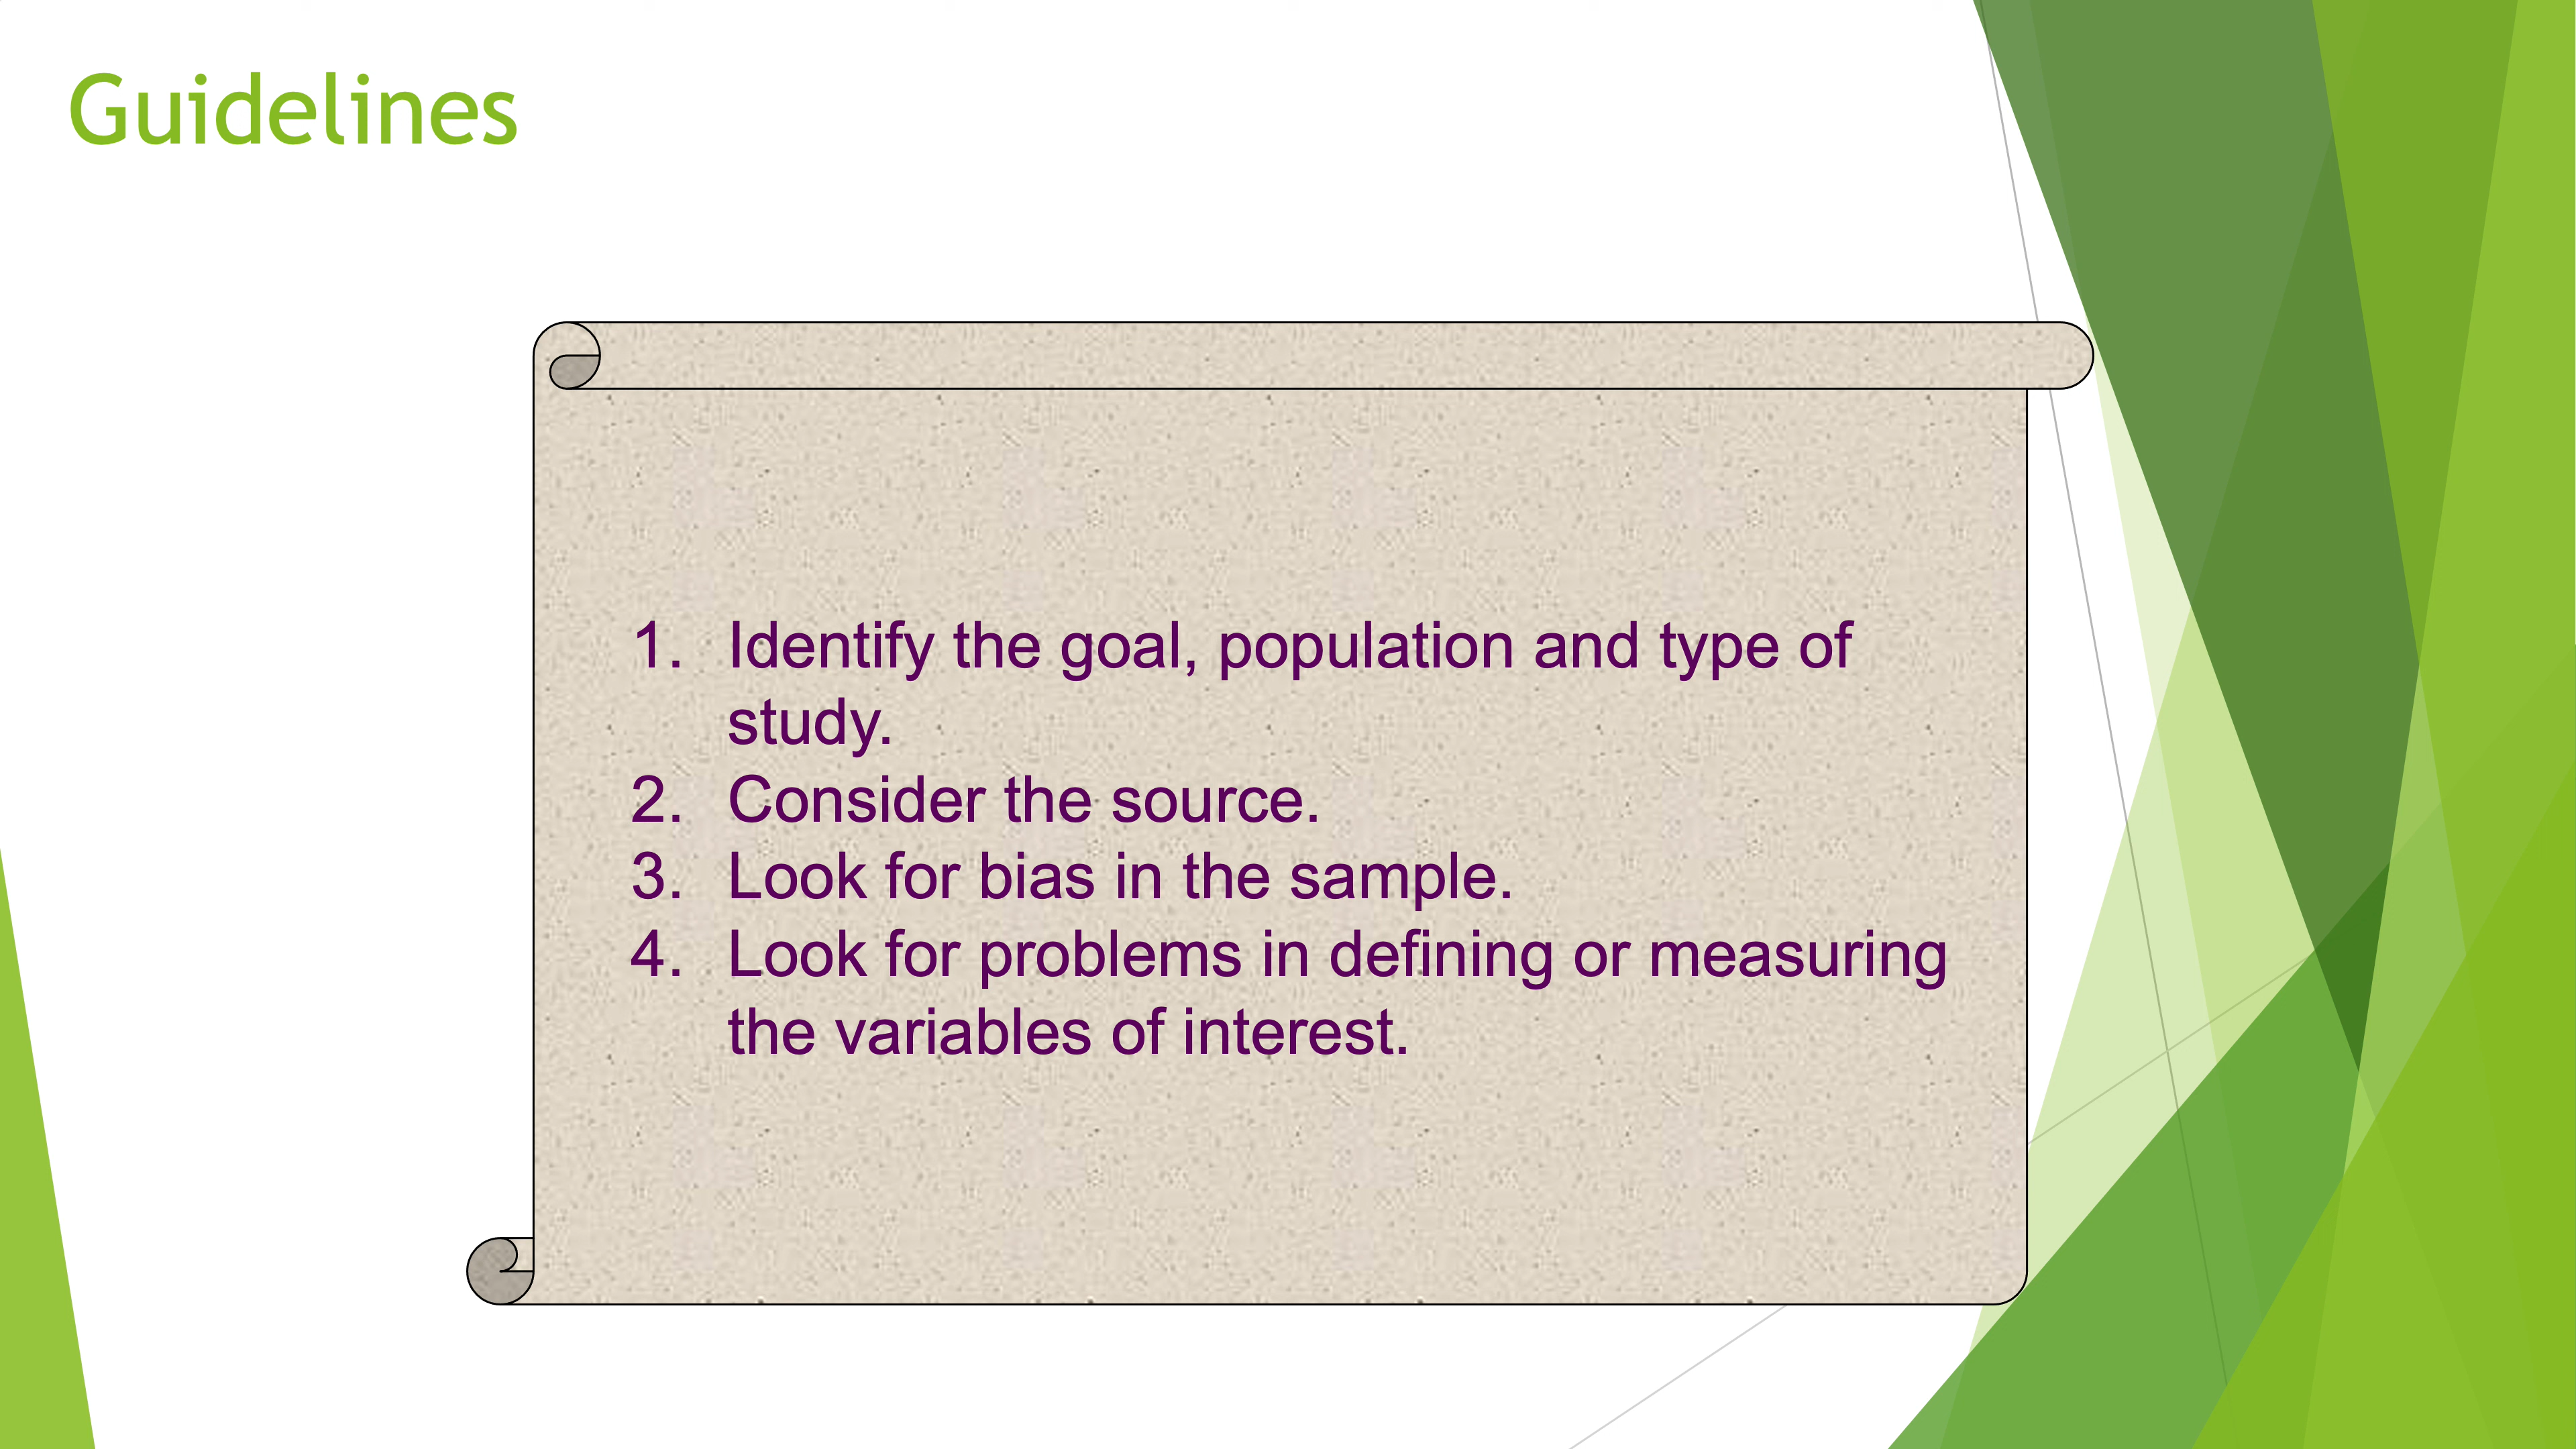 Guidelines
1. Identify the goal, population and type of
study.
2. Consider the source.
3. Look for bias in the sample.
4. Look for problems in defining or measuring
the variables of interest.